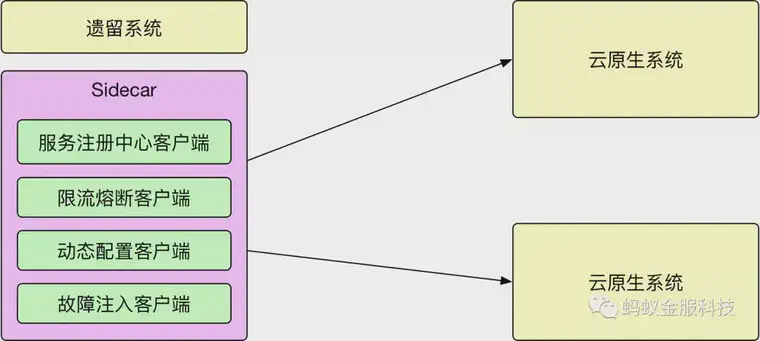 遗留系统
Sidecar
服务注册中心客户端
限流熔断客户端
动态配置客户端
故障注入客户端
云原生系统
云原生系统
蚂蚁金服科技